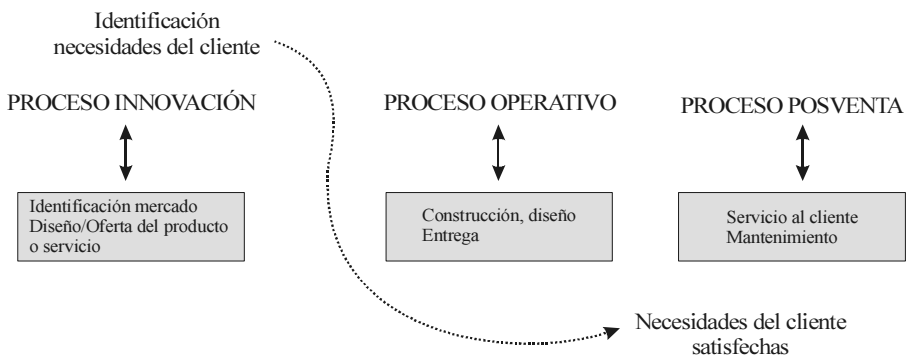 Identificación
necesidades del cliente
PROCESO INNOVACIÓN
PROCESO OPERATIVO
PROCESO POSVENTA
Identificación mercado
Diseño/Oferta del producto
o servicio
Construcción, diseño
Entrega
Servicio al cliente
Mantenimiento
Necesidades del cliente
satisfechas